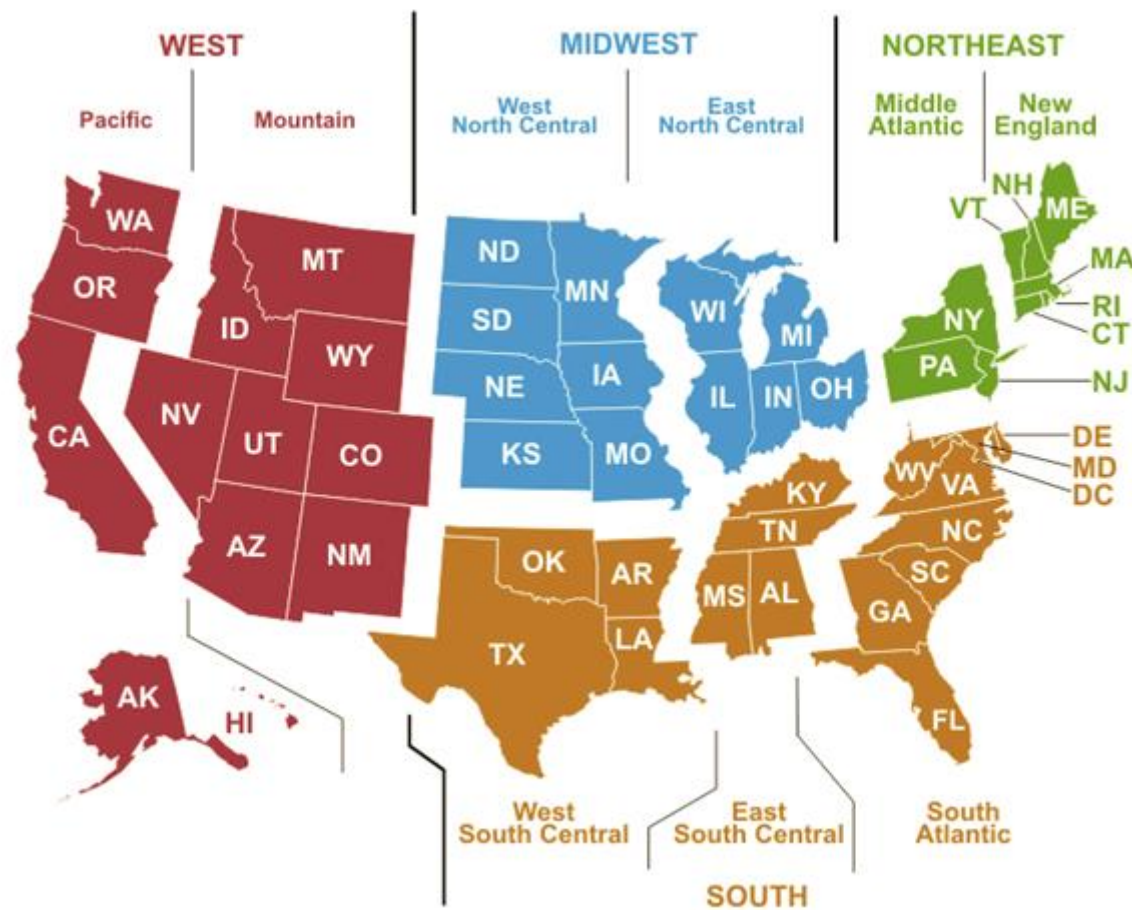 WEST
MIDWEST
NORTHEAST
Pacific
Mountain
West
North Central
East
North Central
Middle
Atlantic
New
England
WA
OR
CA
MT
ID
WY
NV
UT
CO
AZ
NM
AK
HI
ND
SD
NE
KS
MN
IA
MO
WI
MI
IL
IN
OH
NH
VT
ME
MA
RI
CT
NY
PA
NJ
DE
MD
DC
WV
VA
KY
TN
NC
SC
OK
AR
MS
AL
GA
TX
LA
FL
West
South Central
East
South Central
South
Atlantic
SOUTH